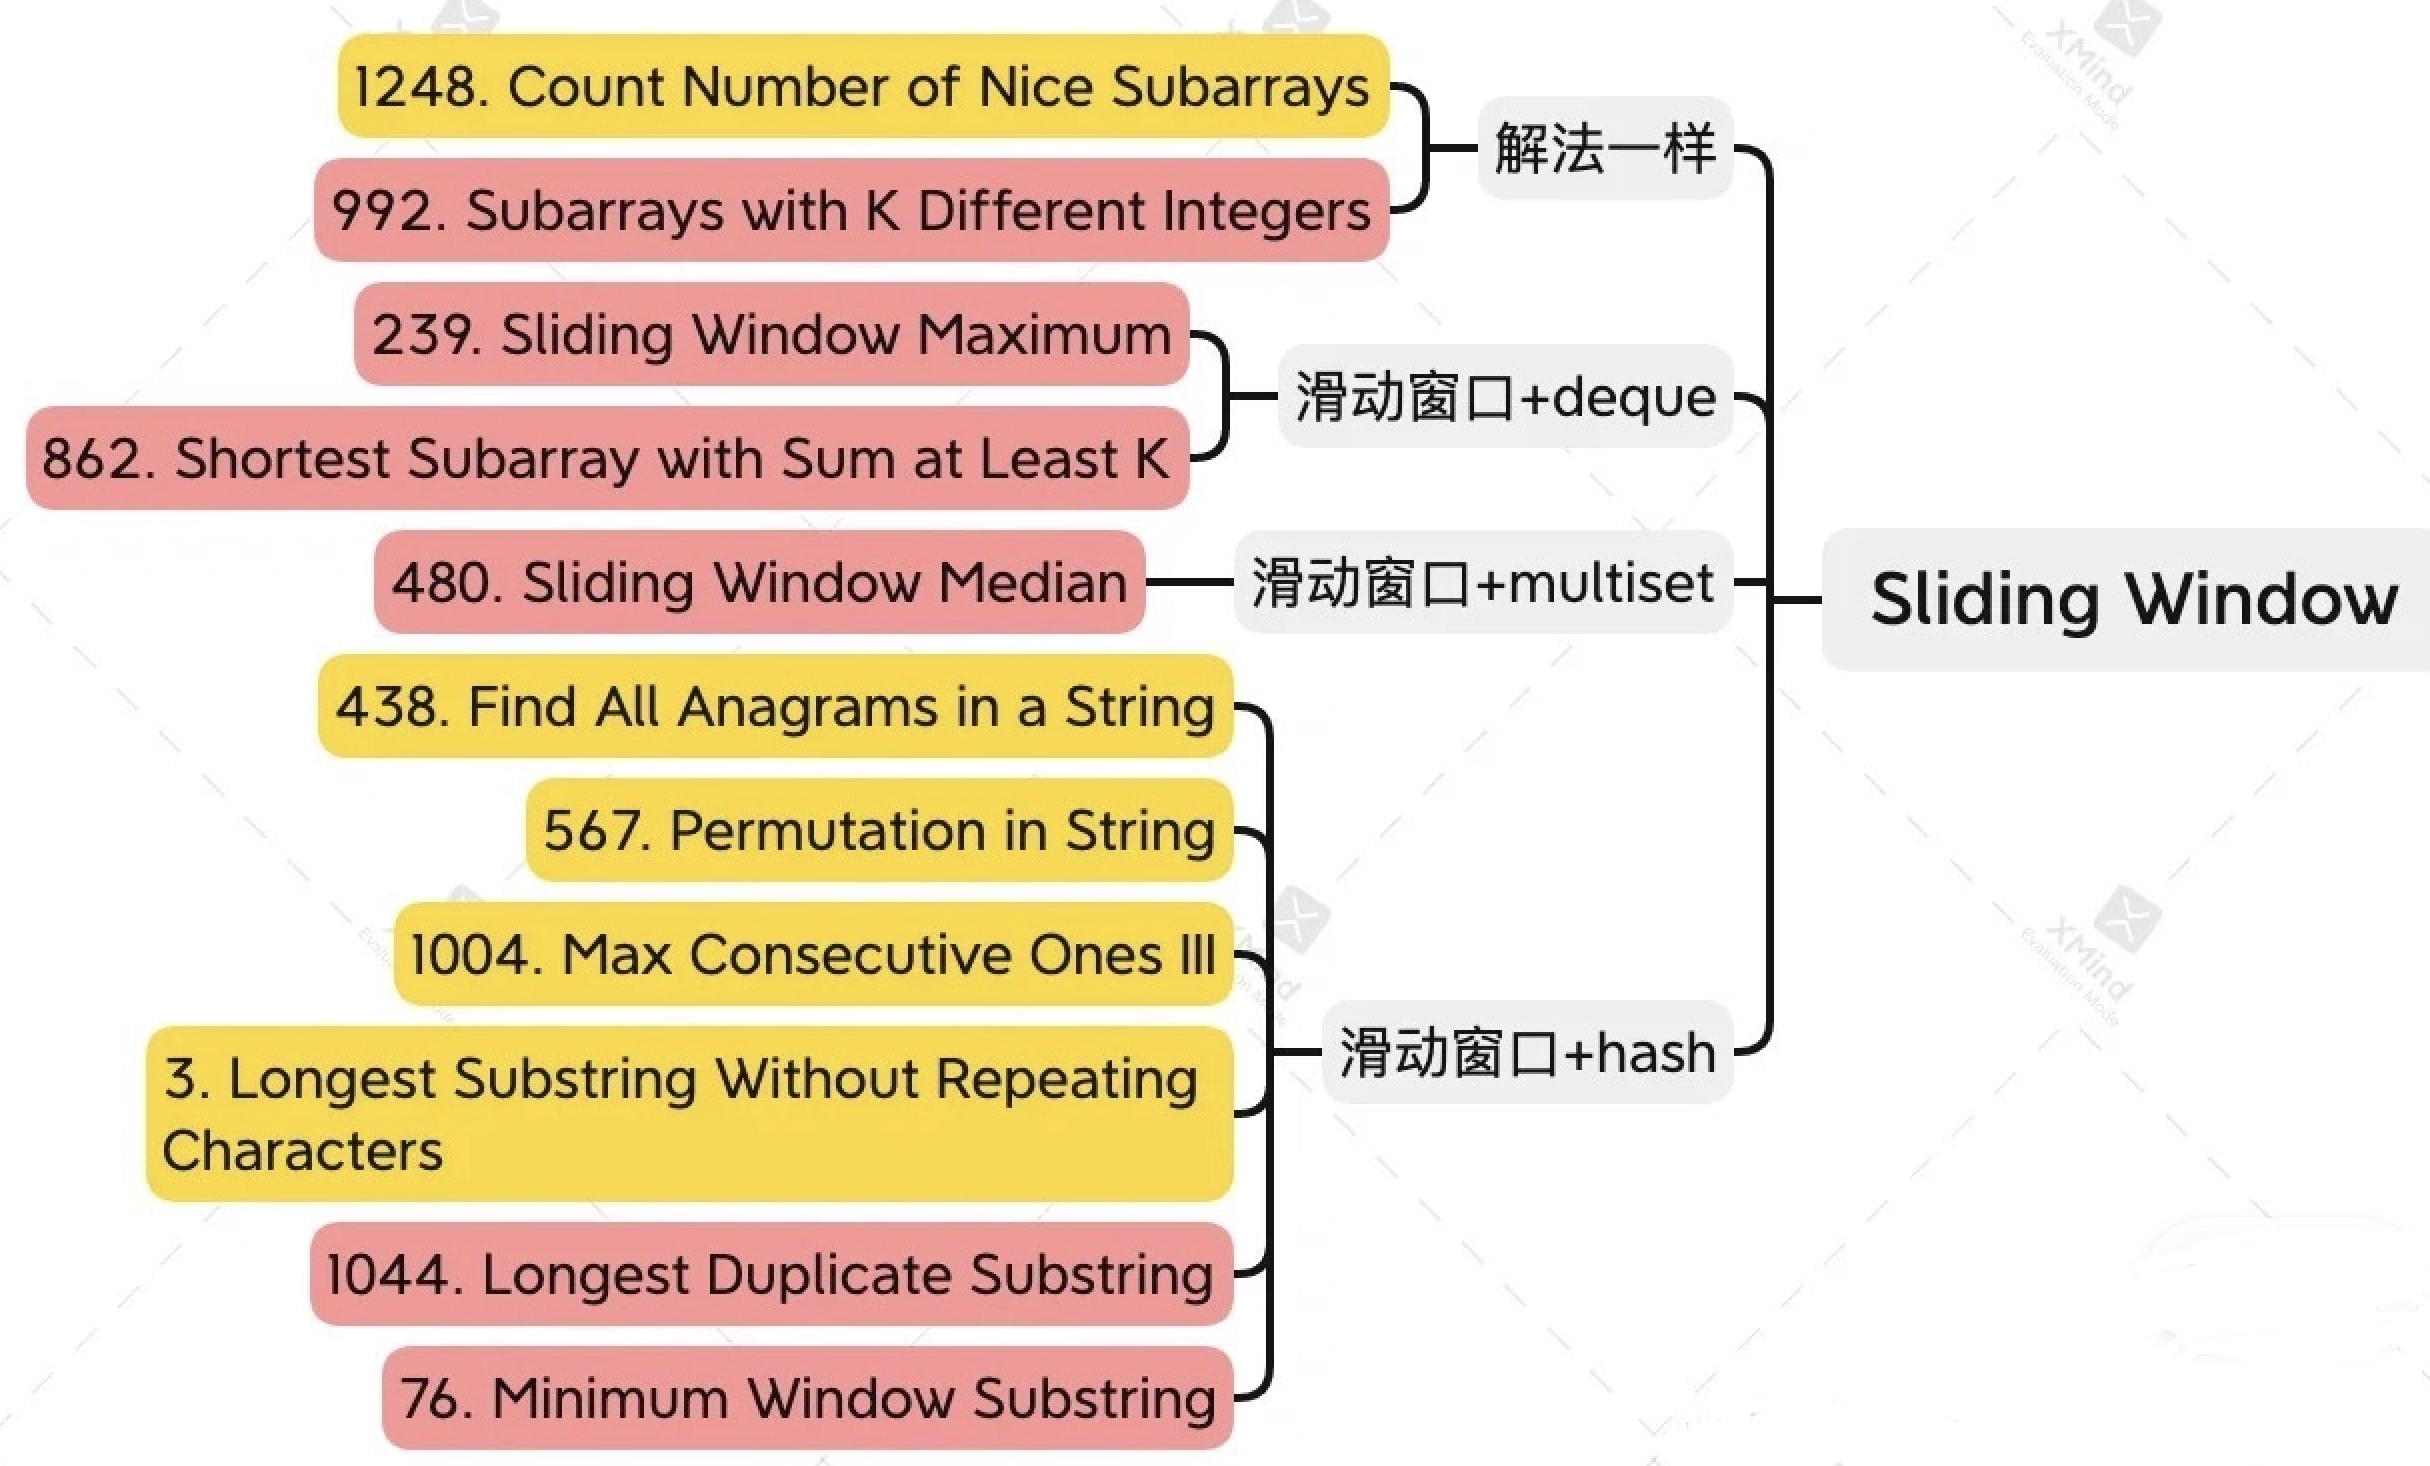 1248. Count Number of Nice Subarrays
992. Subarrays with K Different Integers
解法一样
239. Sliding Window Maximum
862. Shortest Subarray with Sum at Least K
滑动窗口+deque
480. Sliding Window Median
滑动窗口+multiset
Sliding Window
438. Find All Anagrams in a String
567. Permutation in String
1004. Max Consecutive Ones III
3. Longest Substring Without Repeating
Characters
1044. Longest Duplicate Substring
76. Minimum Window Substring
滑动窗口+hash
XMind
Evaluation Mode
XMind
Evaluation Mode